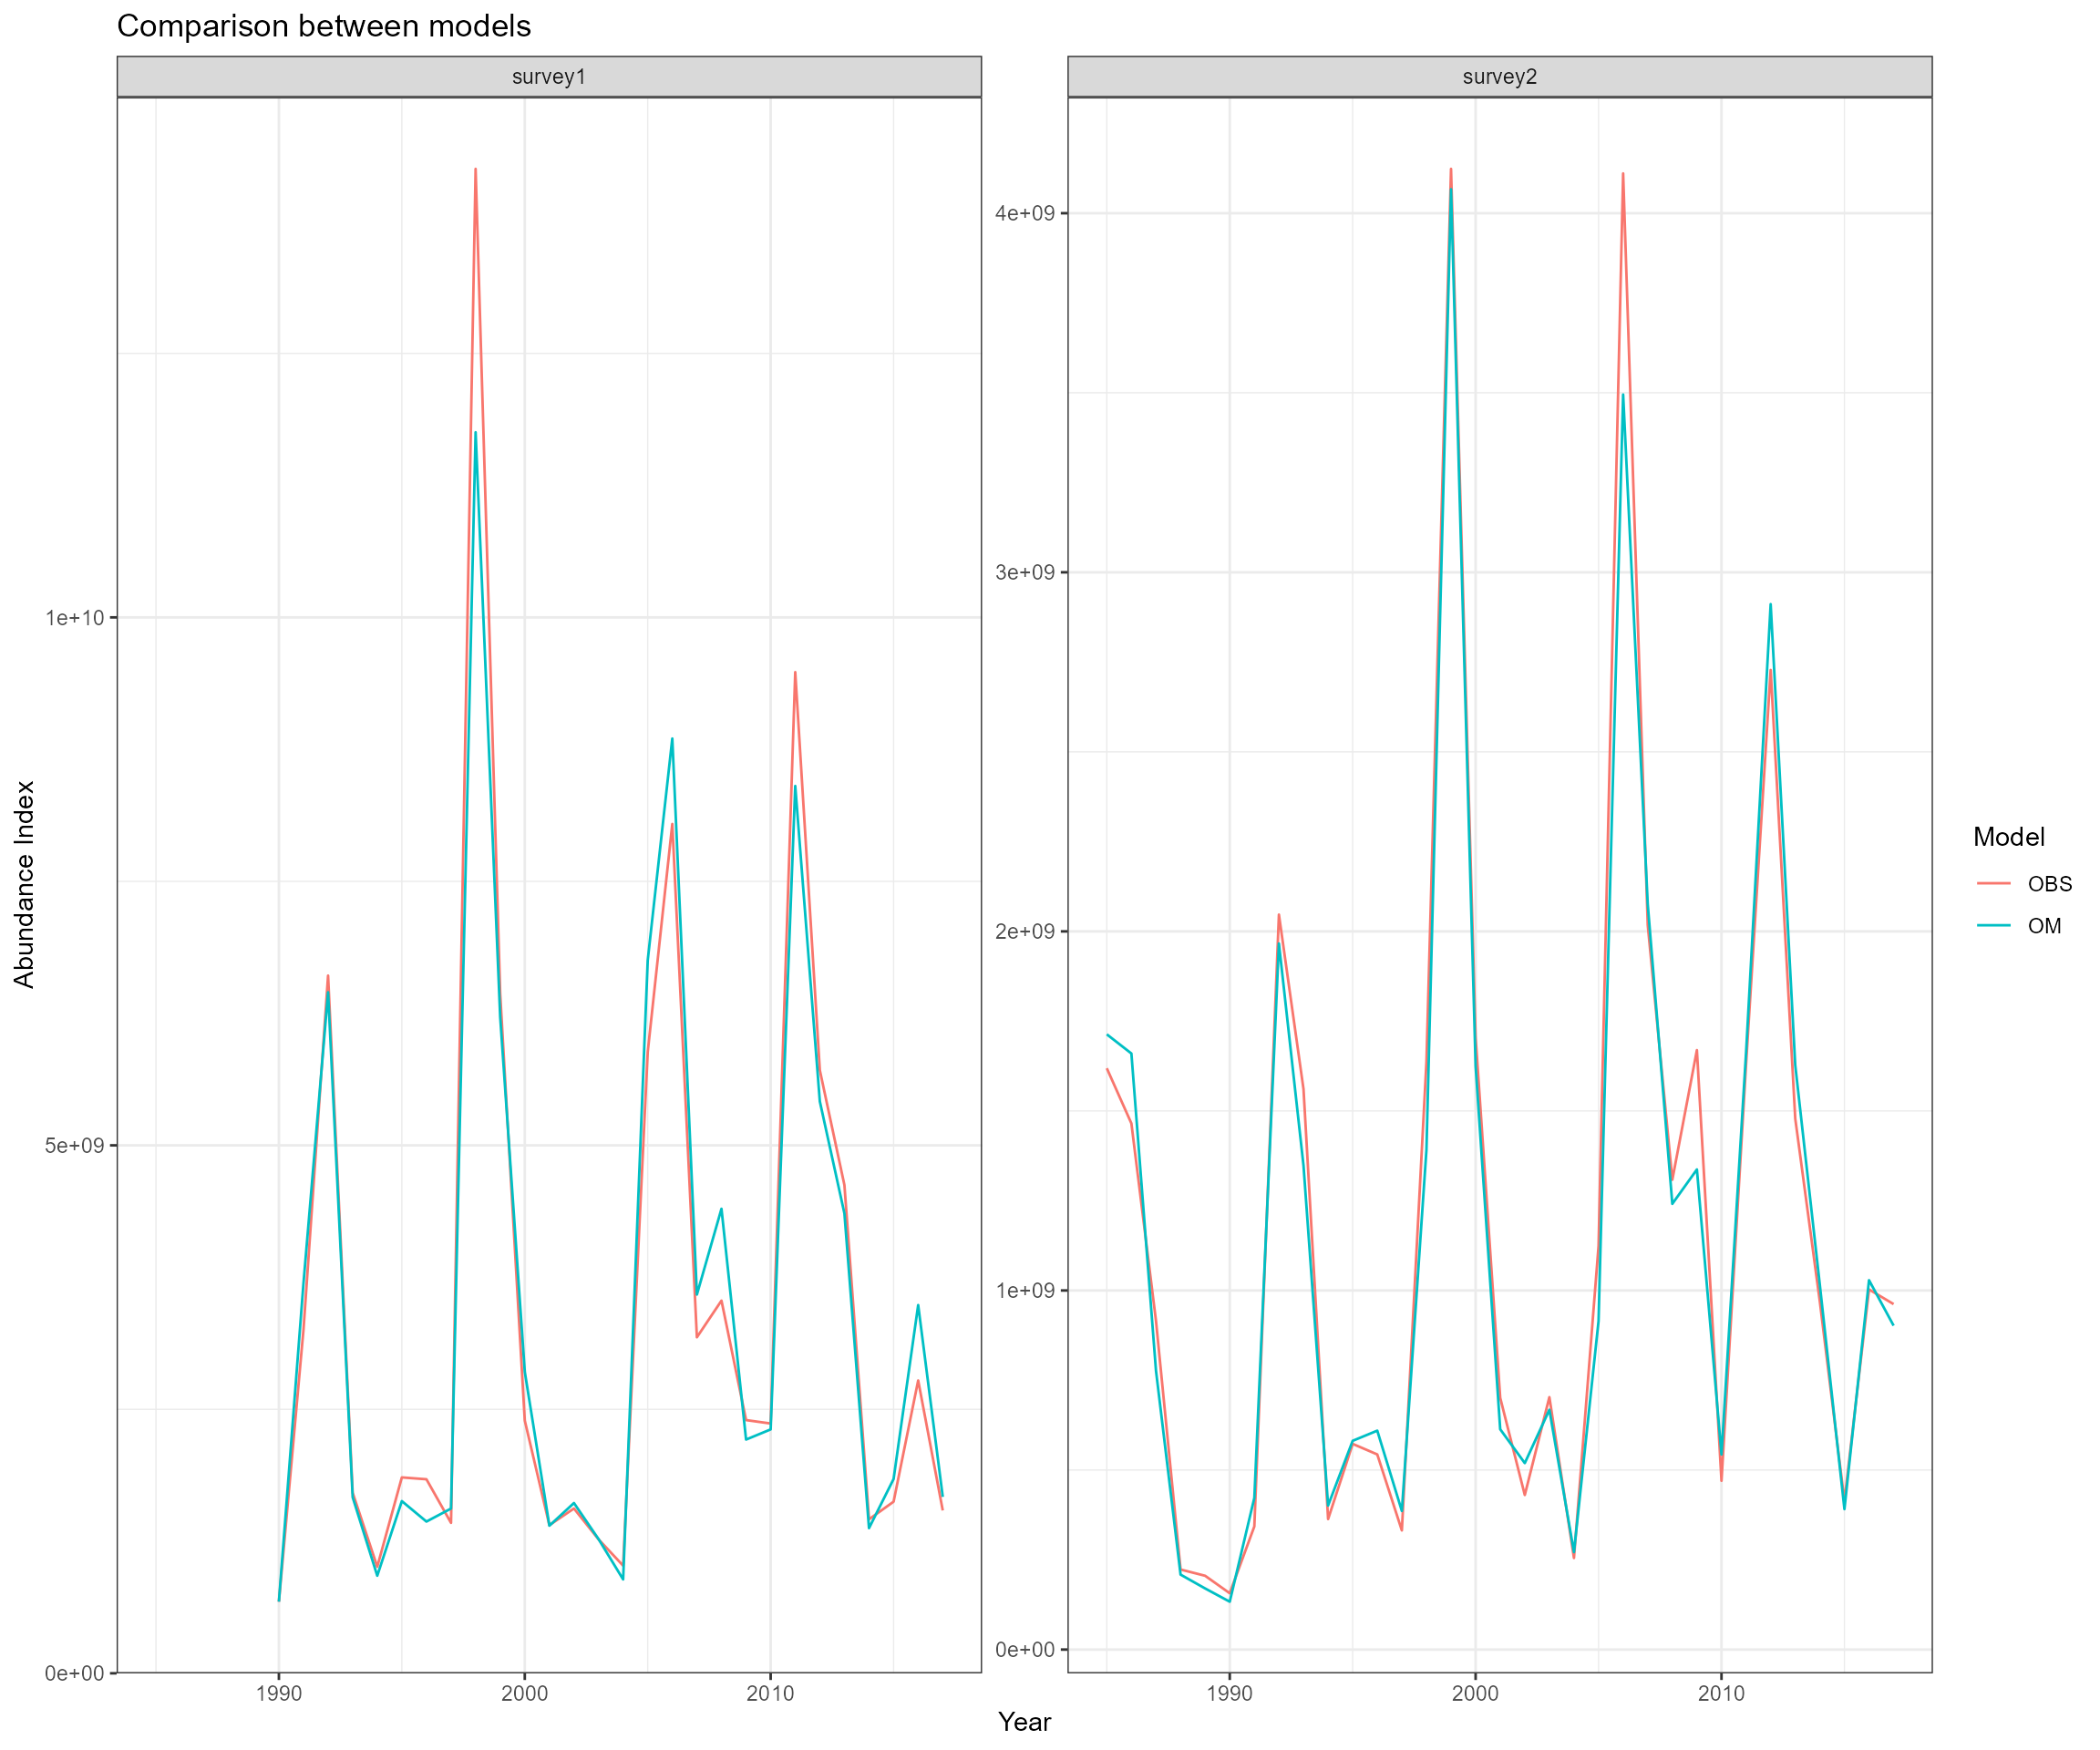 Comparison between models
survey1
survey2
1e+10
5e+09
0e+00
4e+09
3e+09
2e+09
1e+09
0e+00
1990
2000
2010
1990
2000
2010
Abundance Index
Year
Model
OBS
OM